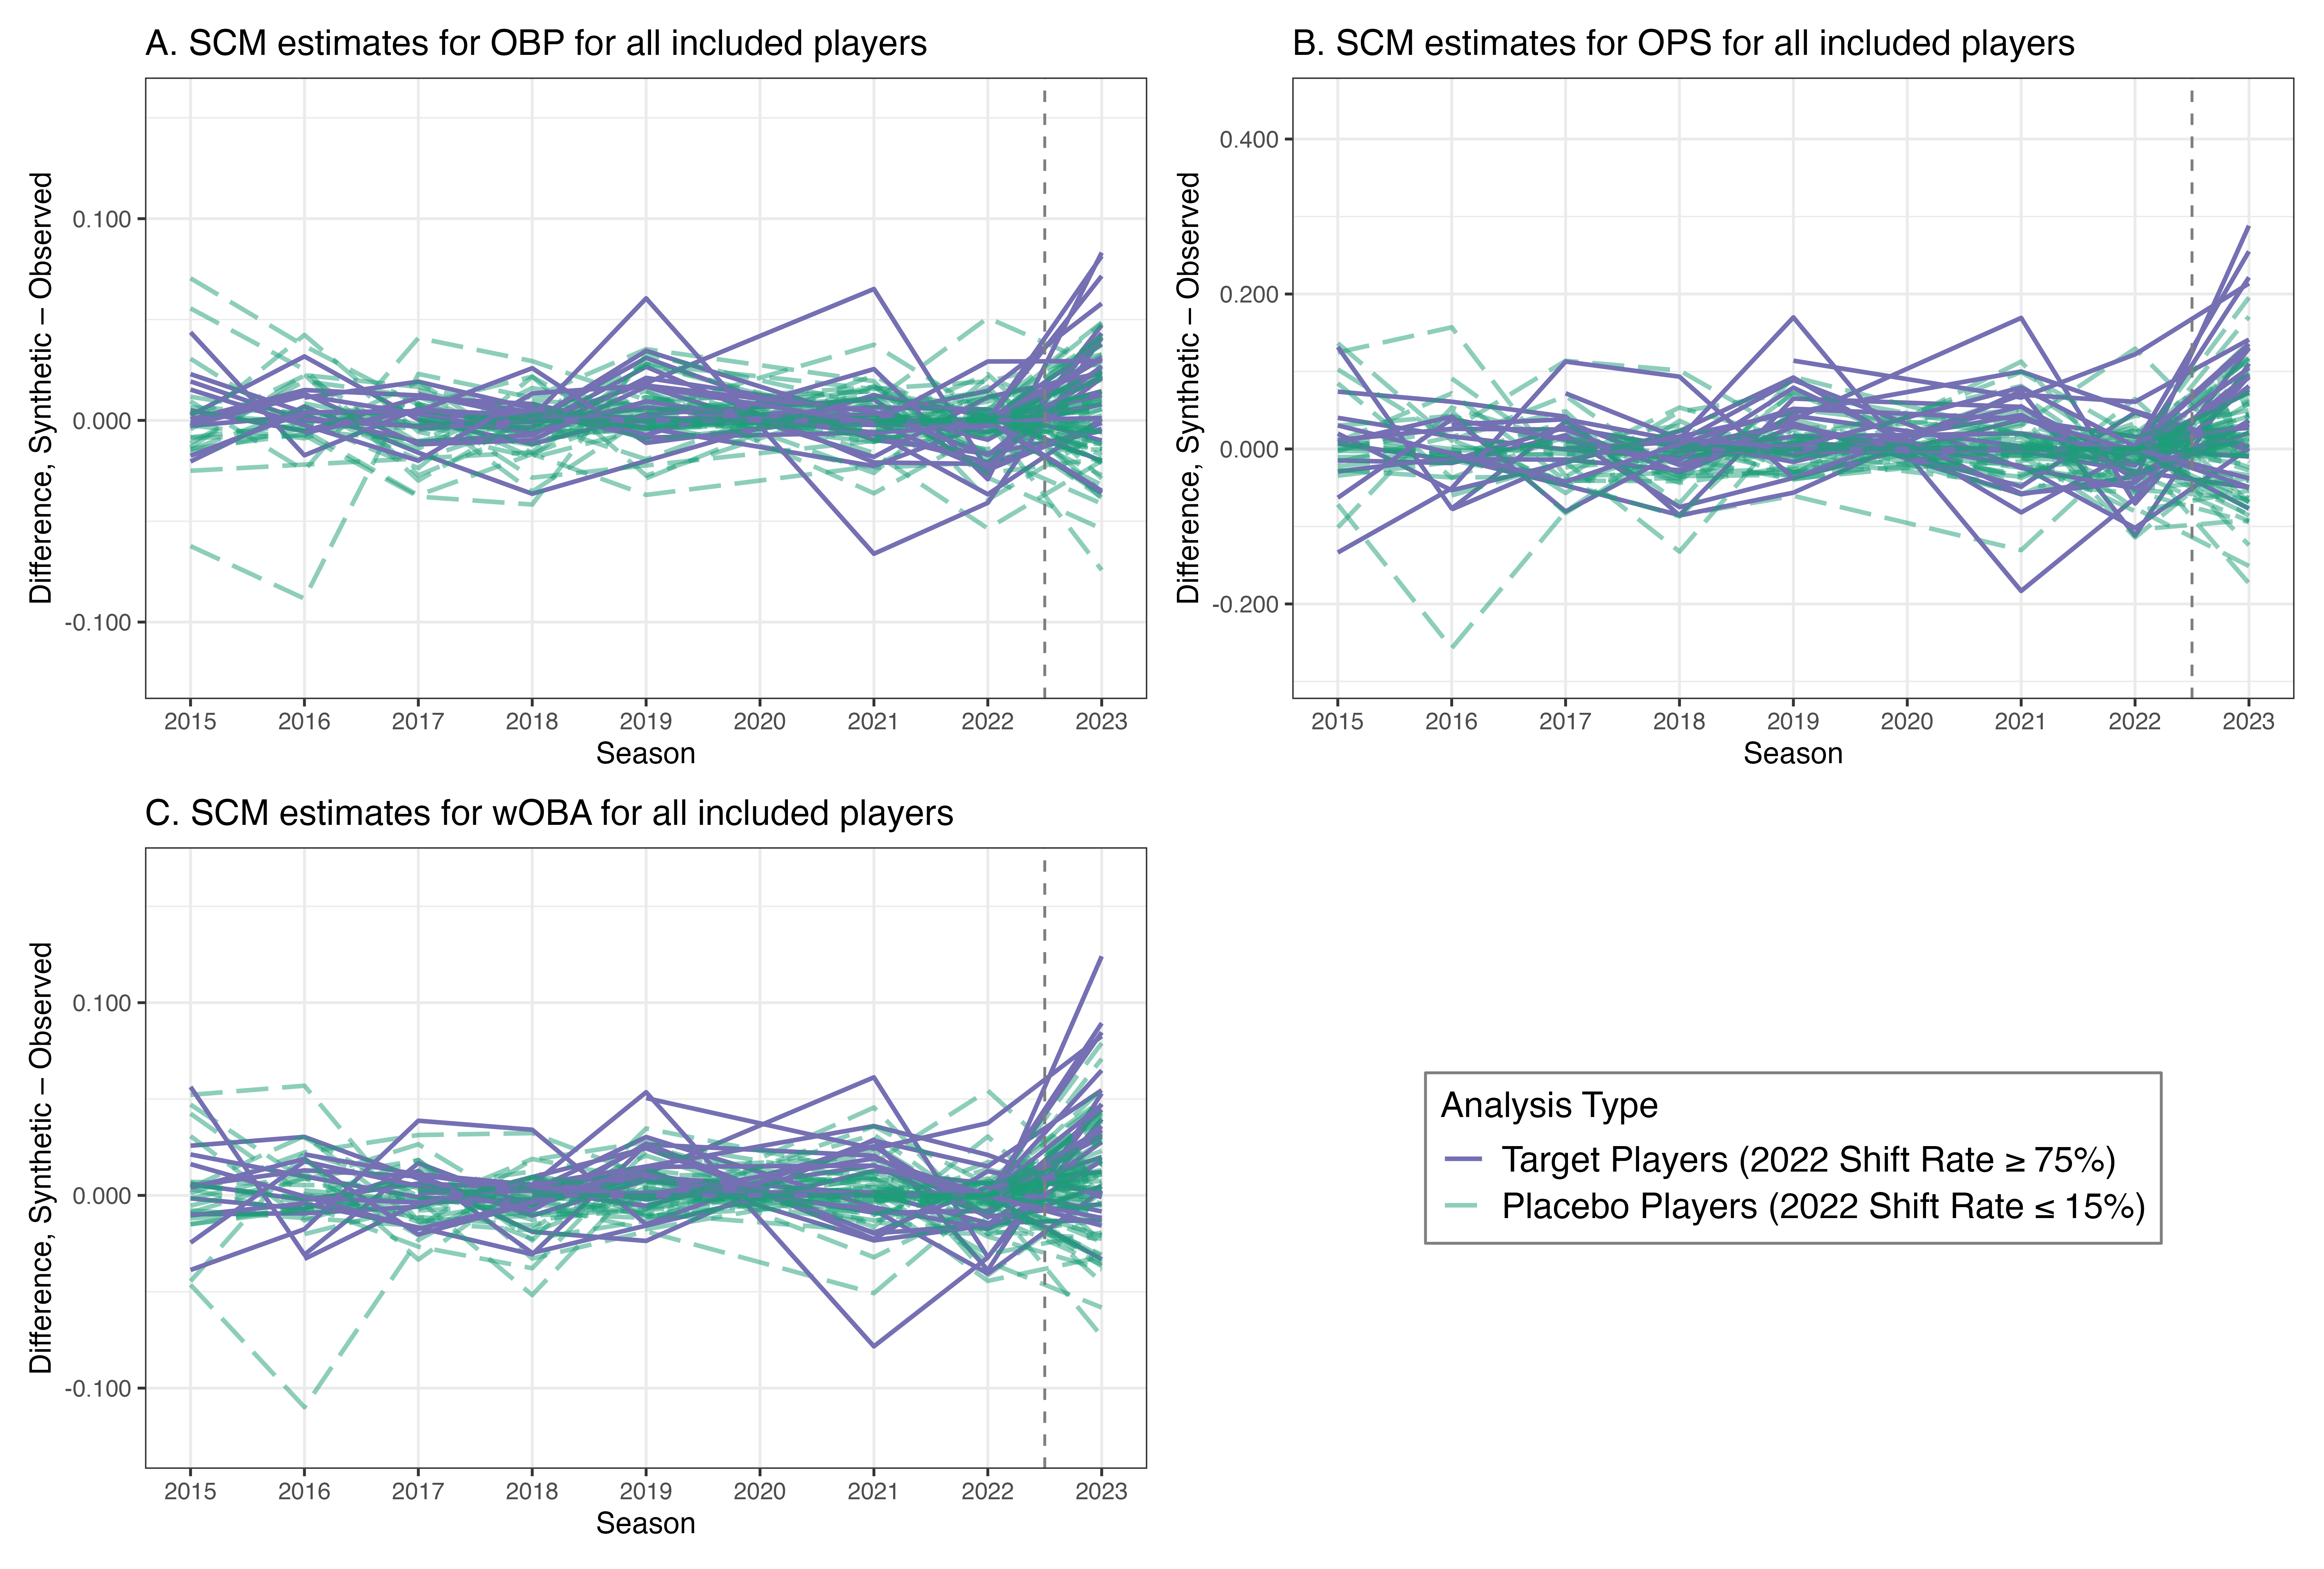 A. SCM estimates for OBP for all included players
Difference, Synthetic − Observed
0.100
0.000
-0.100
2015 2016 2017 2018 2019 2020 2021 2022 2023
Season
B. SCM estimates for OPS for all included players
Difference, Synthetic − Observed
0.400
0.200
0.000
-0.200
2015 2016 2017 2018 2019 2020 2021 2022 2023
Season
C. SCM estimates for wOBA for all included players
Difference, Synthetic − Observed
0.100
0.000
-0.100
2015 2016 2017 2018 2019 2020 2021 2022 2023
Season
Analysis Type
Target Players (2022 Shift Rate ≥ 75%)
Placebo Players (2022 Shift Rate ≤ 15%)